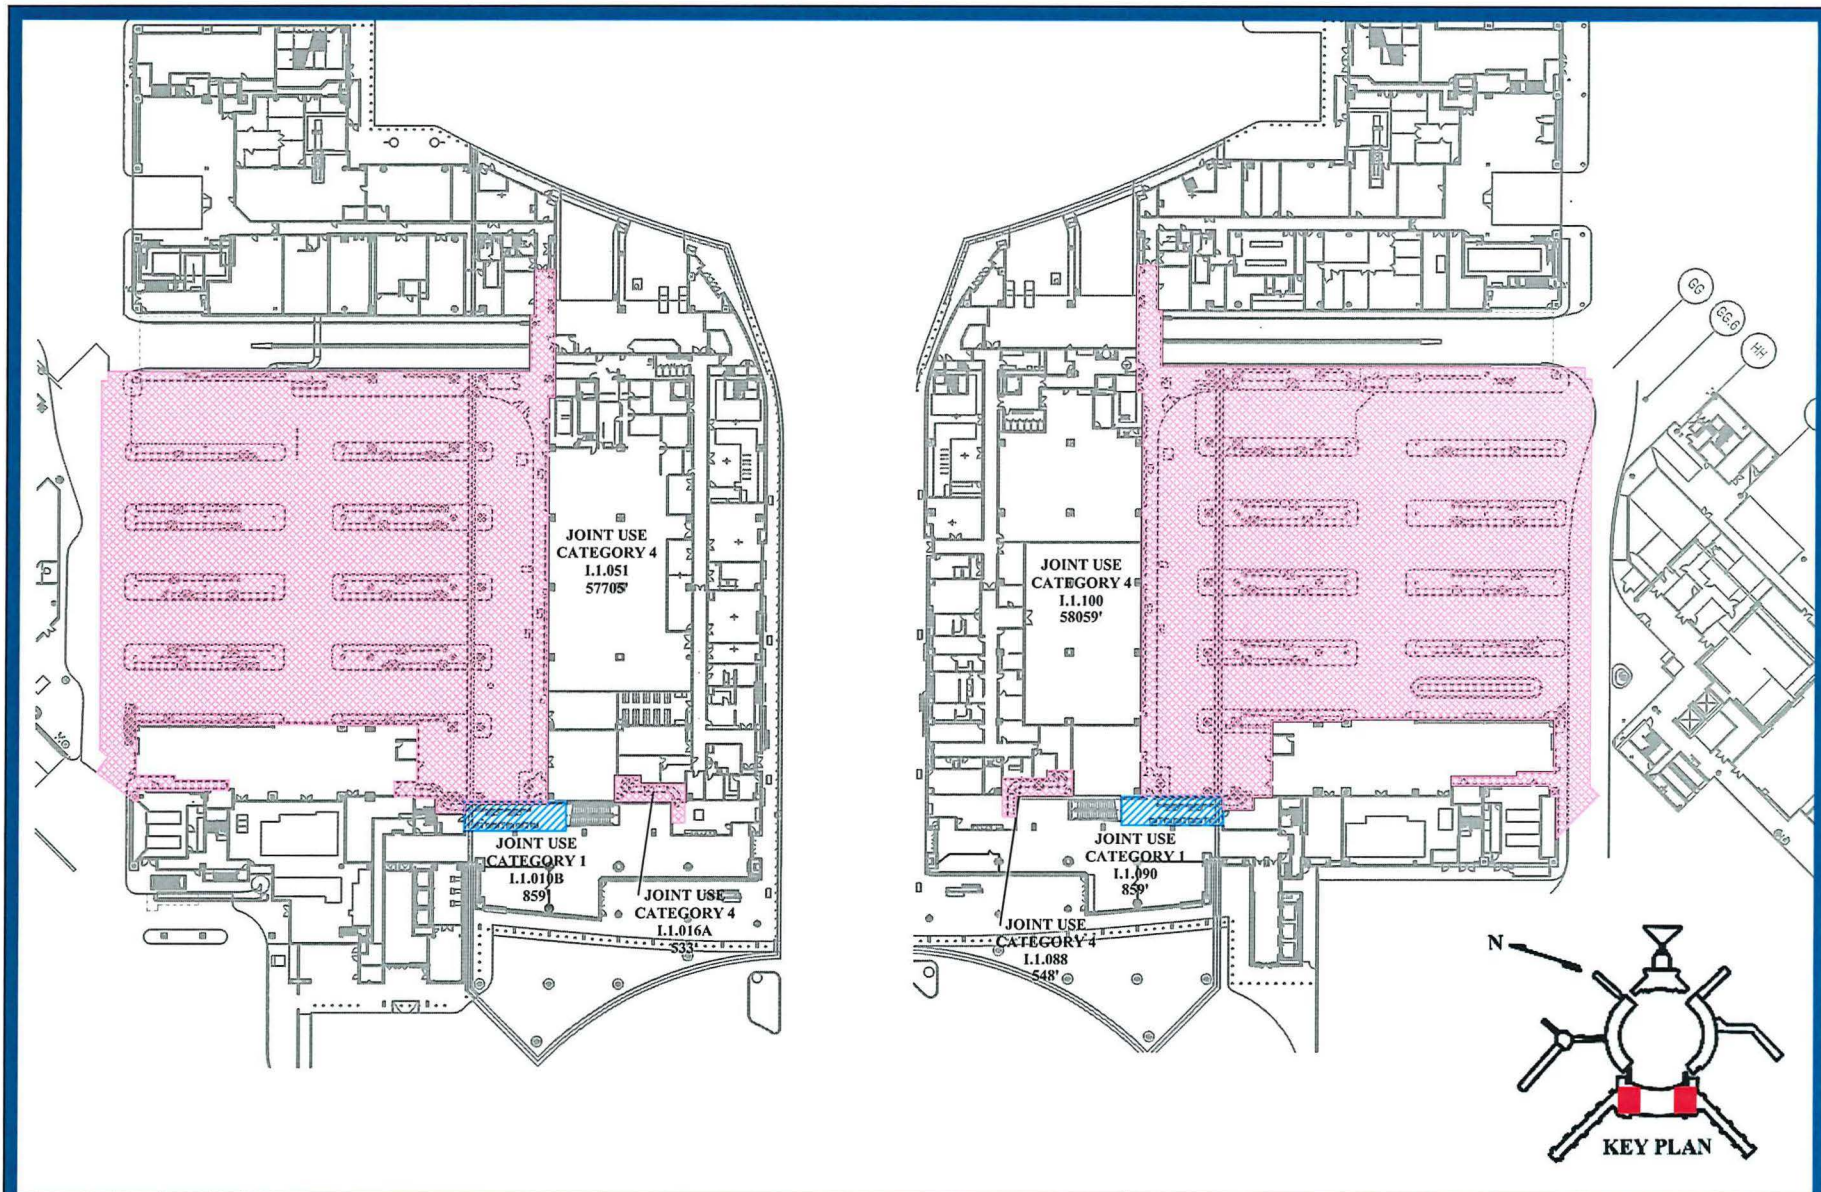 GG
GG.6
HH
JOINT USE
CATEGORY 4
I.1.051
57705'
JOINT USE
CATEGORY 4
I.1.100
58059'
JOINT USE
CATEGORY 1
I.1.010B
859'
JOINT USE
CATEGORY 4
I.1.016A
533'
JOINT USE
CATEGORY 1
I.1.090
859'
JOINT USE
CATEGORY 4
I.1.088
548'
GG
N
KEY PLAN